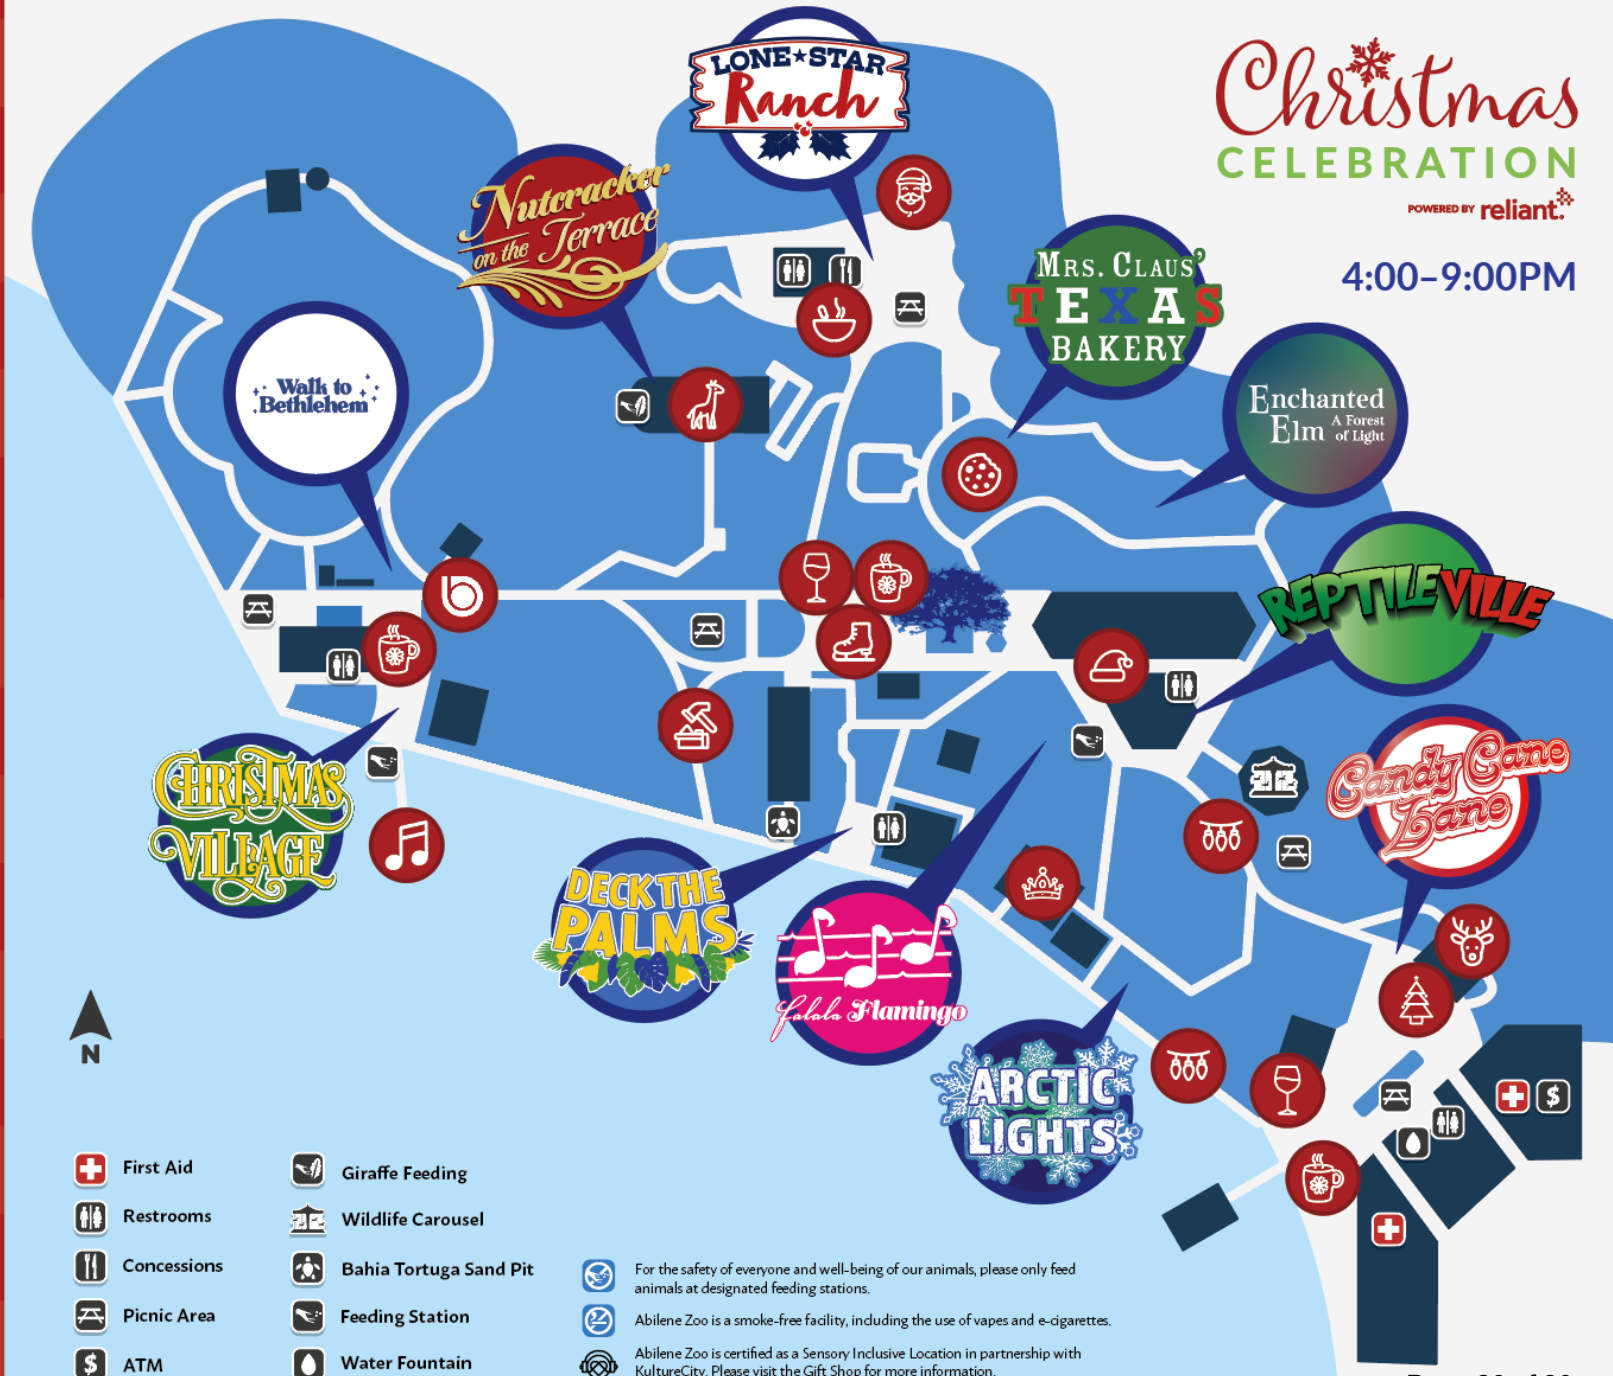 LONE★STAR
Ranch
Christmas
CELEBRATION
POWERED BY reliant.
4:00–9:00PM
Nutcracker
on the Terrace
MRS. CLAUS'
TEXAS
BAKERY
Walk to
Bethlehem
Enchanted
Elm A Forest
of Light
REPTILEVILLE
CHRISTMAS
VILLAGE
Candy Cane
Lane
DECK THE
PALMS
Falala Flamingo
ARCTIC
LIGHTS
N
$
First Aid
Restrooms
Concessions
Picnic Area
$ ATM
Giraffe Feeding
Wildlife Carousel
Bahia Tortuga Sand Pit
Feeding Station
Water Fountain
For the safety of everyone and well-being of our animals, please only feed
animals at designated feeding stations.
Abilene Zoo is a smoke-free facility, including the use of vapes and e-cigarettes.
Abilene Zoo is certified as a Sensory Inclusive Location in partnership with
KultureCity. Please visit the Gift Shop for more information.